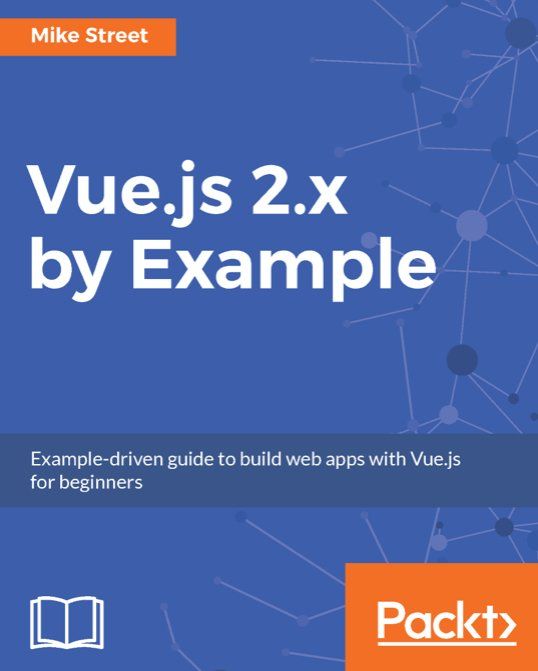 Mike Street
Vue.js 2.x
by Example
Example-driven guide to build web apps with Vue.js
for beginners
Packt>